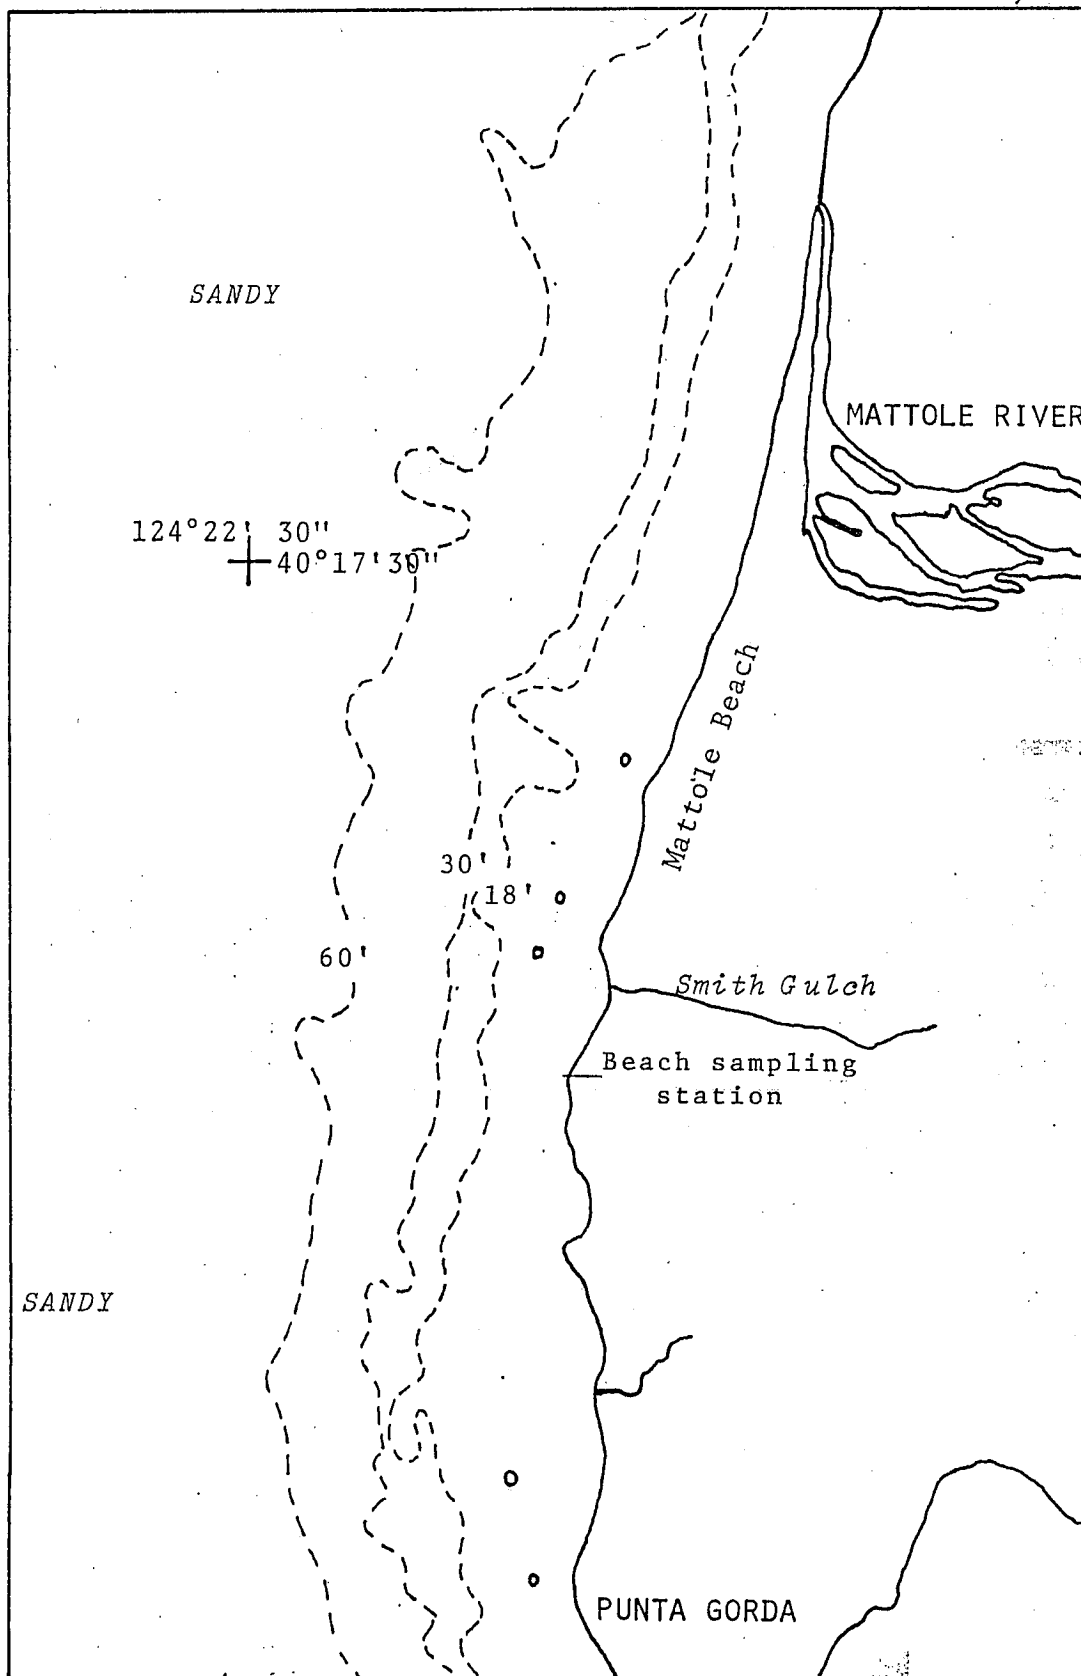 SANDY
MATTOLE RIVER
124°22' 30"
40°17'30"
Mattole Beach
30'
18'
60'
Smith Gulch
Beach sampling
station
SANDY
PUNTA GORDA